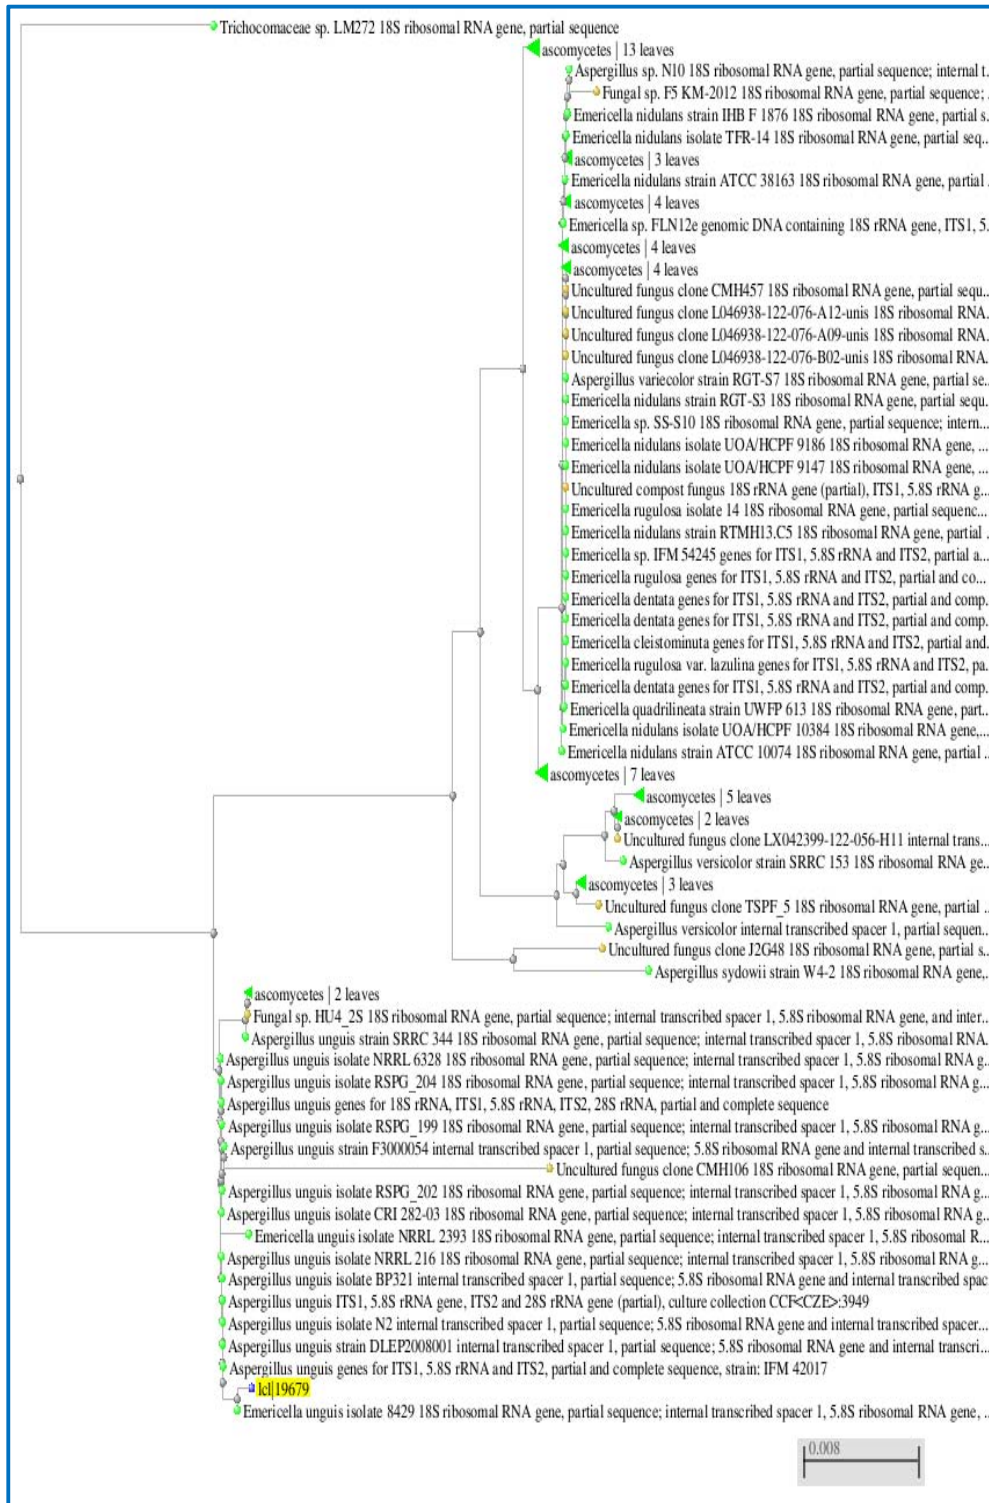 Trichocomaceae sp. LM272 18S ribosomal RNA gene, partial sequence
ascomycetes | 13 leaves
Aspergillus sp. N10 18S ribosomal RNA gene, partial sequence; internal t...
Fungal sp. F5 KM-2012 18S ribosomal RNA gene, partial sequence; ...
Emericella nidulans strain IHB F 1876 18S ribosomal RNA gene, partial s...
Emericella nidulans isolate TFR-14 18S ribosomal RNA gene, partial seq...
ascomycetes | 3 leaves
Emericella nidulans strain ATCC 38163 18S ribosomal RNA gene, partial ...
ascomycetes | 4 leaves
Emericella sp. FLN12e genomic DNA containing 18S rRNA gene, ITS1, 5...
ascomycetes | 4 leaves
ascomycetes | 4 leaves
Uncultured fungus clone CMH457 18S ribosomal RNA gene, partial sequ...
Uncultured fungus clone L046938-122-076-A12-unis 18S ribosomal RNA...
Uncultured fungus clone L046938-122-076-A09-unis 18S ribosomal RNA...
Uncultured fungus clone L046938-122-076-B02-unis 18S ribosomal RNA...
Aspergillus variecolor strain RGT-S7 18S ribosomal RNA gene, partial se...
Emericella nidulans strain RGT-S3 18S ribosomal RNA gene, partial sequ...
Emericella sp. SS-S10 18S ribosomal RNA gene, partial sequence; intern...
Emericella nidulans isolate UOA/HCPF 9186 18S ribosomal RNA gene, ...
Emericella nidulans isolate UOA/HCPF 9147 18S ribosomal RNA gene, ...
Uncultured compost fungus 18S rRNA gene (partial), ITS1, 5.8S rRNA g...
Emericella rugulosa isolate 14 18S ribosomal RNA gene, partial sequenc...
Emericella nidulans strain RTMH13.C5 18S ribosomal RNA gene, partial ...
Emericella sp. IFM 54245 genes for ITS1, 5.8S rRNA and ITS2, partial a...
Emericella rugulosa genes for ITS1, 5.8S rRNA and ITS2, partial and co...
Emericella dentata genes for ITS1, 5.8S rRNA and ITS2, partial and comp...
Emericella dentata genes for ITS1, 5.8S rRNA and ITS2, partial and comp...
Emericella cleistominuta genes for ITS1, 5.8S rRNA and ITS2, partial and...
Emericella rugulosa var. lazulina genes for ITS1, 5.8S rRNA and ITS2, pa...
Emericella dentata genes for ITS1, 5.8S rRNA and ITS2, partial and comp...
Emericella quadrilineata strain UWFP 613 18S ribosomal RNA gene, part...
Emericella nidulans isolate UOA/HCPF 10384 18S ribosomal RNA gene,...
Emericella nidulans strain ATCC 10074 18S ribosomal RNA gene, partial ...
ascomycetes | 7 leaves
ascomycetes | 5 leaves
ascomycetes | 2 leaves
Uncultured fungus clone LX042399-122-056-H11 internal trans...
Aspergillus versicolor strain SRRC 153 18S ribosomal RNA ge...
ascomycetes | 3 leaves
Uncultured fungus clone TSPF_5 18S ribosomal RNA gene, partial ...
Aspergillus versicolor internal transcribed spacer 1, partial sequen...
Uncultured fungus clone J2G48 18S ribosomal RNA gene, partial s...
Aspergillus sydowii strain W4-2 18S ribosomal RNA gene,...
ascomycetes | 2 leaves
Fungal sp. HU4_2S 18S ribosomal RNA gene, partial sequence; internal transcribed spacer 1, 5.8S ribosomal RNA gene, and inter...
Aspergillus unguis strain SRRC 344 18S ribosomal RNA gene, partial sequence; internal transcribed spacer 1, 5.8S ribosomal RNA...
Aspergillus unguis isolate NRRL 6328 18S ribosomal RNA gene, partial sequence; internal transcribed spacer 1, 5.8S ribosomal RNA g...
Aspergillus unguis isolate RSPG_204 18S ribosomal RNA gene, partial sequence; internal transcribed spacer 1, 5.8S ribosomal RNA g...
Aspergillus unguis genes for 18S rRNA, ITS1, 5.8S rRNA, ITS2, 28S rRNA, partial and complete sequence
Aspergillus unguis isolate RSPG_199 18S ribosomal RNA gene, partial sequence; internal transcribed spacer 1, 5.8S ribosomal RNA g...
Aspergillus unguis strain F3000054 internal transcribed spacer 1, partial sequence; 5.8S ribosomal RNA gene and internal transcribed s...
Uncultured fungus clone CMH106 18S ribosomal RNA gene, partial sequen...
Aspergillus unguis isolate RSPG_202 18S ribosomal RNA gene, partial sequence; internal transcribed spacer 1, 5.8S ribosomal RNA g...
Aspergillus unguis isolate CRI 282-03 18S ribosomal RNA gene, partial sequence; internal transcribed spacer 1, 5.8S ribosomal RNA g...
Emericella unguis isolate NRRL 2393 18S ribosomal RNA gene, partial sequence; internal transcribed spacer 1, 5.8S ribosomal R...
Aspergillus unguis isolate NRRL 216 18S ribosomal RNA gene, partial sequence; internal transcribed spacer 1, 5.8S ribosomal RNA g...
Aspergillus unguis isolate BP321 internal transcribed spacer 1, partial sequence; 5.8S ribosomal RNA gene and internal transcribed spac
Aspergillus unguis ITS1, 5.8S rRNA gene, ITS2 and 28S rRNA gene (partial), culture collection CCF<CZE>:3949
Aspergillus unguis isolate N2 internal transcribed spacer 1, partial sequence; 5.8S ribosomal RNA gene and internal transcribed spacer...
Aspergillus unguis strain DLEP2008001 internal transcribed spacer 1, partial sequence; 5.8S ribosomal RNA gene and internal transcri...
Aspergillus unguis genes for ITS1, 5.8S rRNA and ITS2, partial and complete sequence, strain: IFM 42017
lcl|19679
Emericella unguis isolate 8429 18S ribosomal RNA gene, partial sequence; internal transcribed spacer 1, 5.8S ribosomal RNA gene, ...
0.008